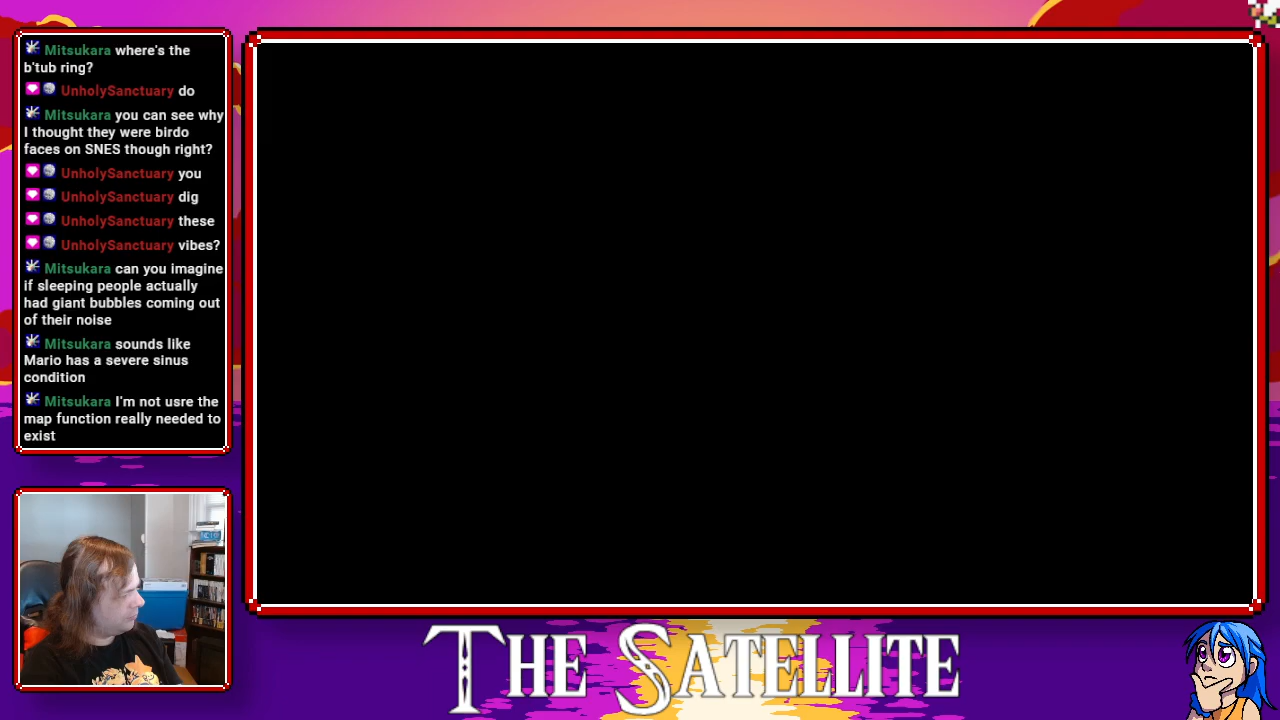 Mitsukara where's the
b'tub ring?
UnholySanctuary do
Mitsukara you can see why
I thought they were birdo
faces on SNES though right?
UnholySanctuary you
UnholySanctuary dig
UnholySanctuary these
UnholySanctuary vibes?
Mitsukara can you imagine
if sleeping people actually
had giant bubbles coming out
of their noise
Mitsukara sounds like
Mario has a severe sinus
condition
Mitsukara I'm not usre the
map function really needed to
exist
THE SATELLITE